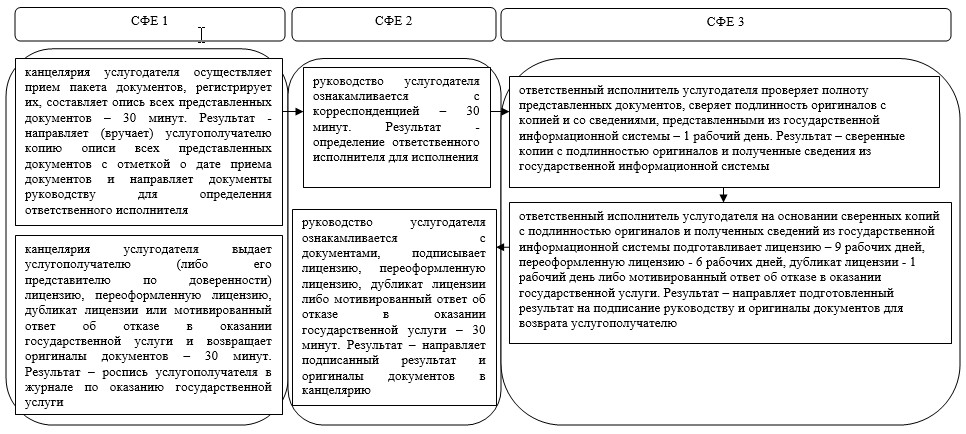 СФЕ 1
СФЕ 2
СФЕ 3
канцелярия услугодателя осуществляет
прием пакета документов, регистрирует
их, составляет опись всех представленных
документов – 30 минут. Результат -
направляет (вручает) услугополучателю
копию описи всех представленных
документов с отметкой о дате приема
документов и направляет документы
руководству для определения
ответственного исполнителя
руководство услугодателя
ознакамливается с
корреспонденцией – 30
минут. Результат -
определение ответственного
исполнителя для исполнения
ответственный исполнитель услугодателя проверяет полноту
представленных документов, сверяет подлинность оригиналов с
копией и со сведениями, представленными из государственной
информационной системы – 1 рабочий день. Результат – сверенные
копии с подлинностью оригиналов и полученные сведения из
государственной информационной системы
ответственный исполнитель услугодателя на основании сверенных копий
с подлинностью оригиналов и полученных сведений из государственной
информационной системы подготавливает лицензию – 9 рабочих дней,
переоформленную лицензию - 6 рабочих дней, дубликат лицензии - 1
рабочий день либо мотивированный ответ об отказе в оказании
государственной услуги. Результат – направляет подготовленный
результат на подписание руководству и оригиналы документов для
возврата услугополучателю
руководство услугодателя
ознакамливается с
документами, подписывает
лицензию, переоформленную
лицензию, дубликат лицензии
либо мотивированный ответ об
отказе в оказании
государственной услуги – 30
минут. Результат – направляет
подписанный результат и
оригиналы документов в
канцелярию
канцелярия услугодателя выдает
услугополучателю (либо его
представителю по доверенности)
лицензию, переоформленную лицензию,
дубликат лицензии или мотивированный
ответ об отказе в оказании
государственной услуги и возвращает
оригиналы документов – 30 минут.
Результат – роспись услугополучателя в
журнале по оказанию государственной
услуги